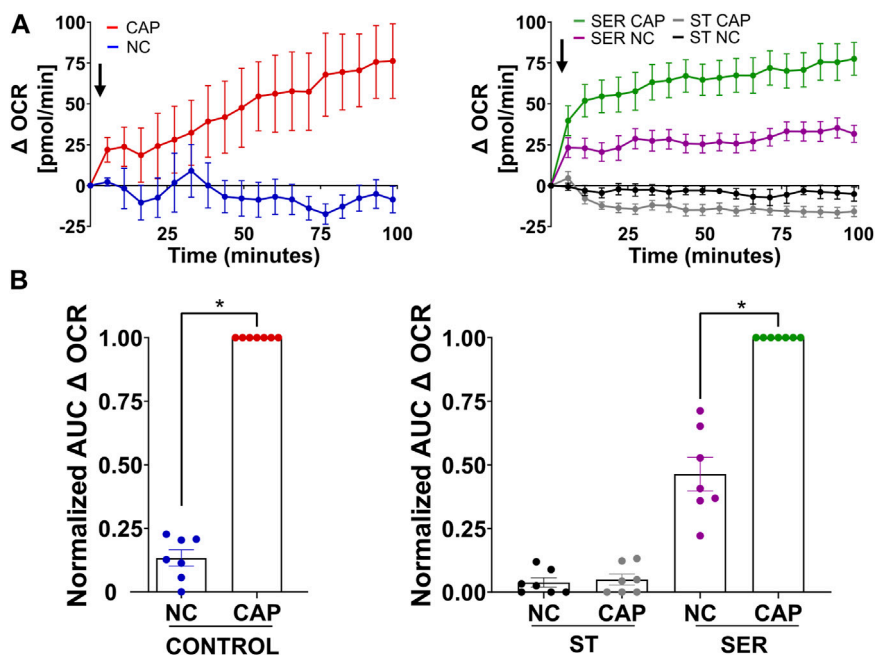 A
CAP
NC
Δ OCR
[pmol/min]
75
50
25
0
-25
25
50
75
100
Time (minutes)
SER CAP
SER NC
ST CAP
ST NC
Δ OCR
[pmol/min]
100
75
50
25
0
-25
25
50
75
100
Time (minutes)
B
Normalized AUC Δ OCR
1.00
0.75
0.50
0.25
0
*
NC
CAP
CONTROL
Normalized AUC Δ OCR
1.00
0.75
0.50
0.25
0.00
*
NC
CAP
NC
CAP
ST
SER